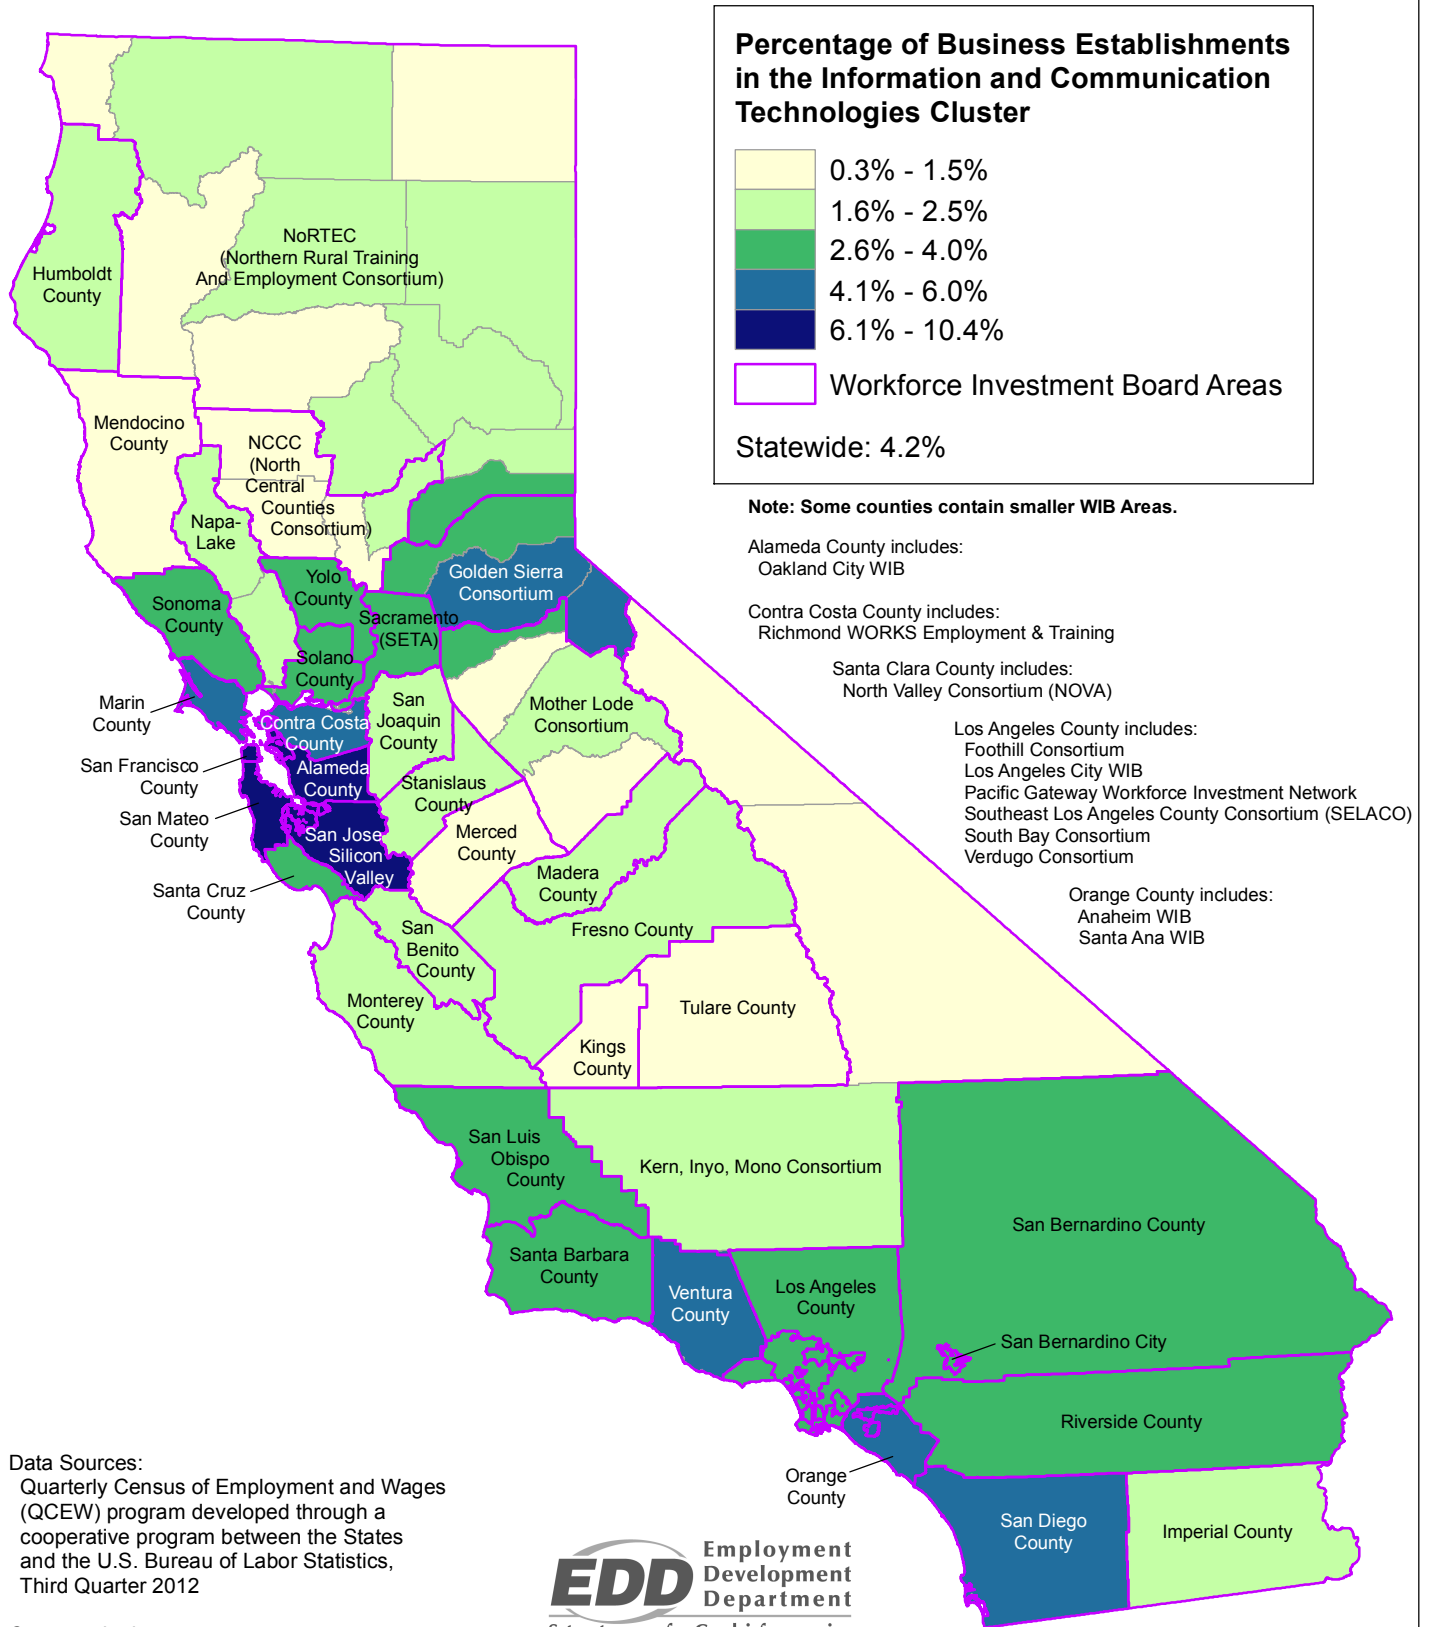 Percentage of Business Establishments
in the Information and Communication
Technologies Cluster
0.3% - 1.5%
1.6% - 2.5%
2.6% - 4.0%
4.1% - 6.0%
6.1% - 10.4%
Workforce Investment Board Areas
Statewide: 4.2%
Note: Some counties contain smaller WIB Areas.
Alameda County includes:
Oakland City WIB
Contra Costa County includes:
Richmond WORKS Employment & Training
Santa Clara County includes:
North Valley Consortium (NOVA)
Los Angeles County includes:
Foothill Consortium
Los Angeles City WIB
Pacific Gateway Workforce Investment Network
Southeast Los Angeles County Consortium (SELACO)
South Bay Consortium
Verdugo Consortium
Orange County includes:
Anaheim WIB
Santa Ana WIB
NoRTEC
(Northern Rural Training
And Employment Consortium)
Humboldt
County
Mendocino
County
NCCC
(North
Central
Counties
Consortium)
Napa-
Lake
Yolo
County
Golden Sierra
Consortium
Sonoma
County
Sacramento
(SETA)
Solano
County
Marin
County
Contra Costa
County
San
Joaquin
County
Mother Lode
Consortium
San Francisco
County
Alameda
County
Stanislaus
County
San Mateo
County
San Jose
Silicon
Valley
Merced
County
Santa Cruz
County
Madera
County
San
Benito
County
Fresno County
Monterey
County
Tulare County
Kings
County
San Luis
Obispo
County
Kern, Inyo, Mono Consortium
San Bernardino County
Santa Barbara
County
Ventura
County
Los Angeles
County
San Bernardino City
Riverside County
Orange
County
San Diego
County
Imperial County
Data Sources:
Quarterly Census of Employment and Wages
(QCEW) program developed through a
cooperative program between the States
and the U.S. Bureau of Labor Statistics,
Third Quarter 2012
EDD
Employment
Development
Department